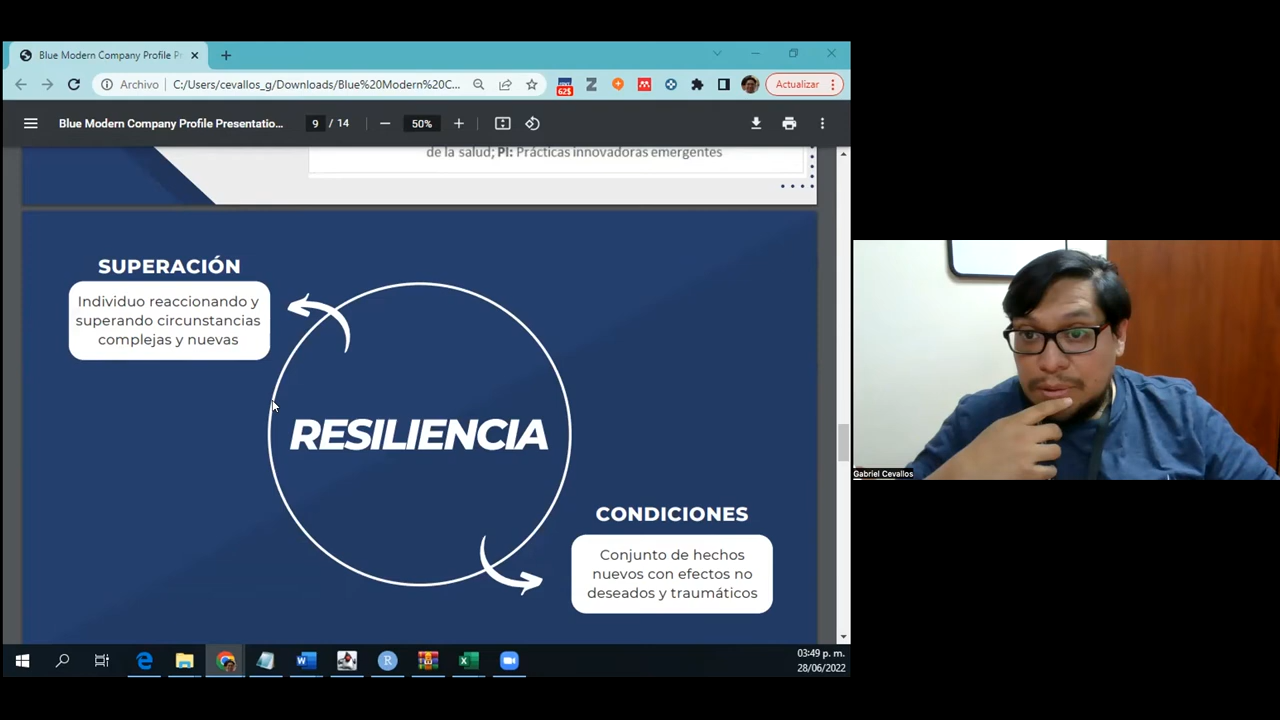 Blue Modern Company Profile P
Archivo
C:/Users/cevallos_g/Downloads/Blue%20Modern%20C...
62$
Actualizar
Blue Modern Company Profile Presentatio...
9 / 14
50%
de la salud; PI: Prácticas innovadoras emergentes
SUPERACIÓN
Individuo reaccionando y
superando circunstancias
complejas y nuevas
RESILIENCIA
CONDICIONES
Conjunto de hechos
nuevos con efectos no
deseados y traumáticos
Gabriel Cevallos
03:49 p. m.
28/06/2022